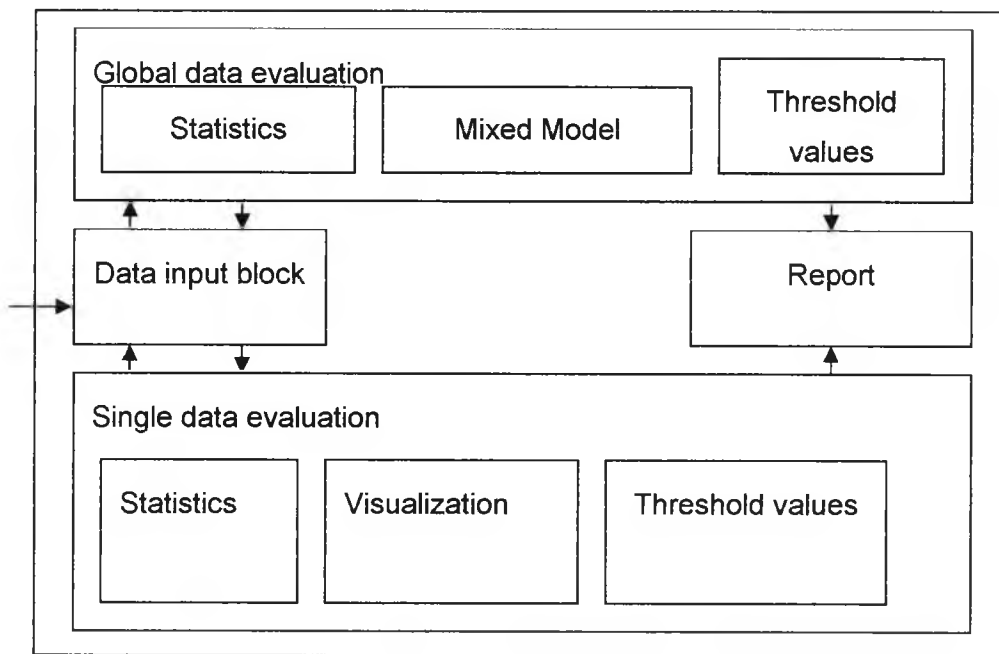 Global data evaluation
Statistics
Mixed Model
Threshold
values
Data input block
Report
Single data evaluation
Statistics
Visualization
Threshold values